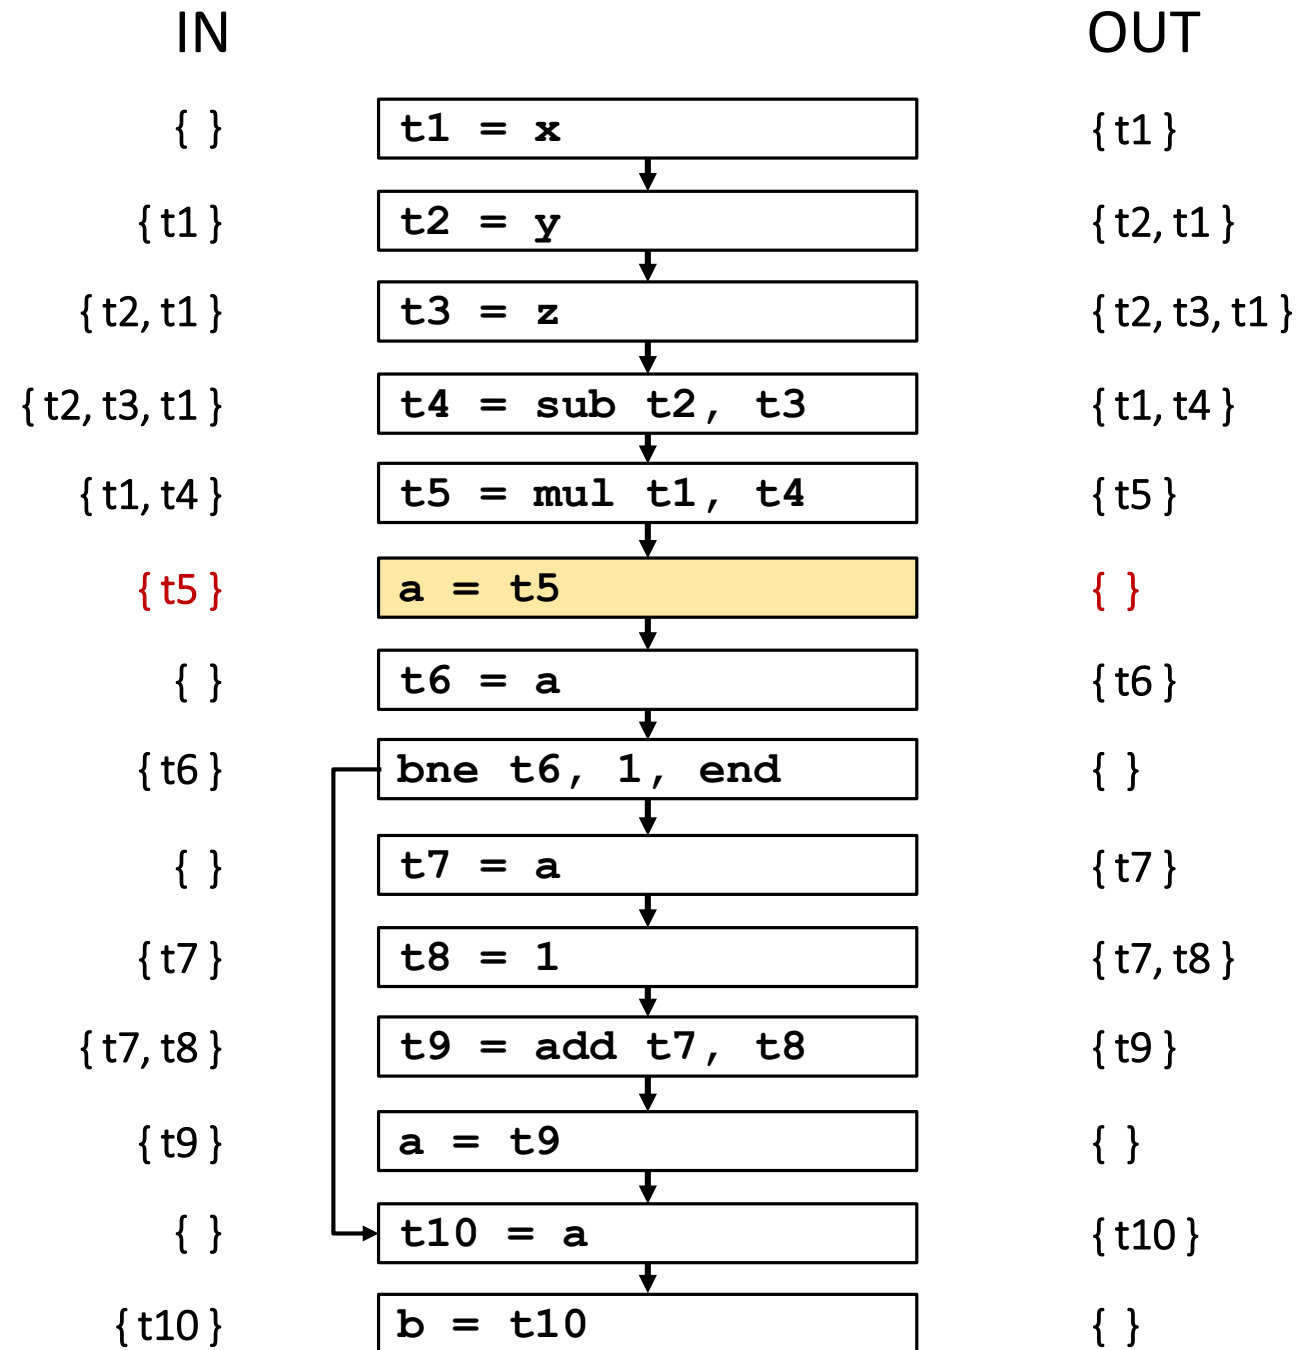 IN OUT
{ } t1 = x { t1 }
{ t1 } t2 = y { t2, t1 }
{ t2, t1 } t3 = z { t2, t3, t1 }
{ t2, t3, t1 } t4 = sub t2, t3 { t1, t4 }
{ t1, t4 } t5 = mul t1, t4 { t5 }
{ t5 } a = t5 { }
{ } t6 = a { t6 }
{ t6 } bne t6, 1, end { }
{ } t7 = a { t7 }
{ t7 } t8 = 1 { t7, t8 }
{ t7, t8 } t9 = add t7, t8 { t9 }
{ t9 } a = t9 { }
{ } t10 = a { t10 }
{ t10 } b = t10 { }